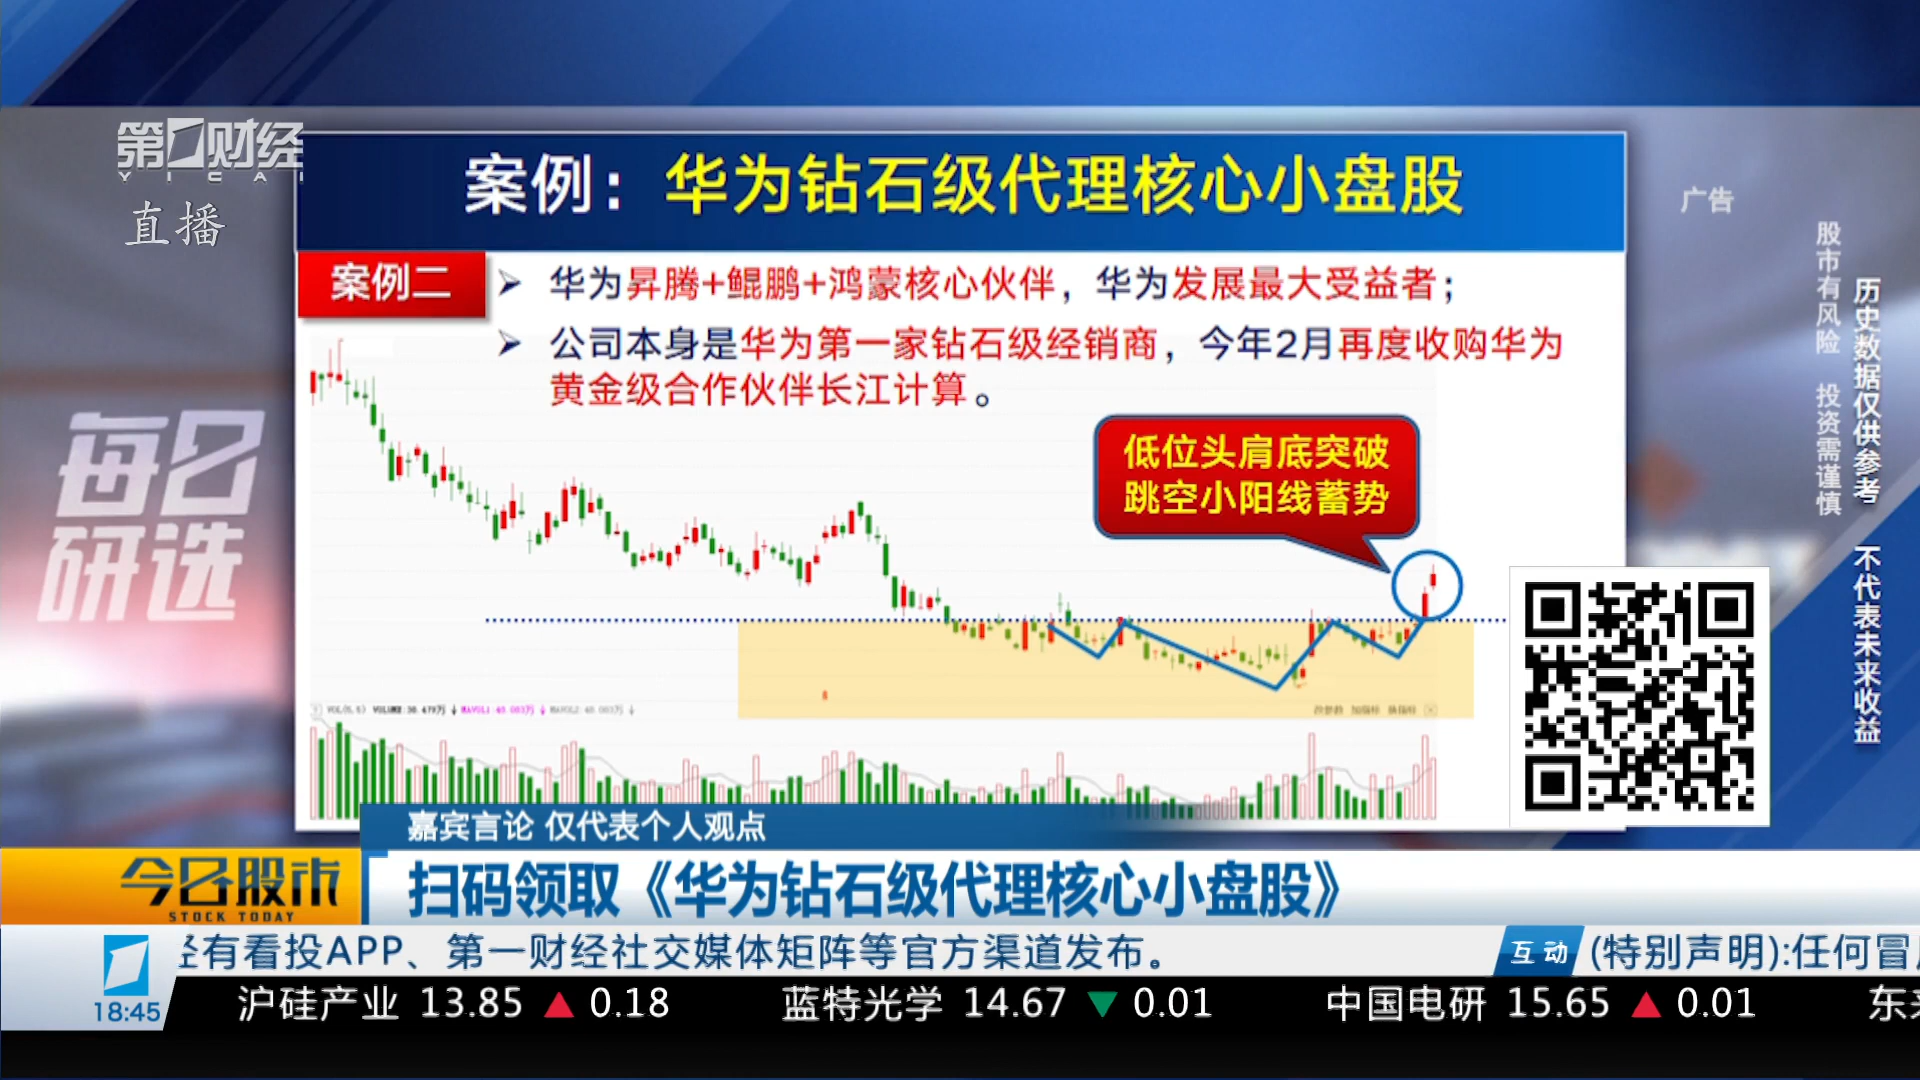 第一财经
YICAI
直播
案例：华为钻石级代理核心小盘股
广告
案例二
华为昇腾+鲲鹏+鸿蒙核心伙伴，华为发展最大受益者；
公司本身是华为第一家钻石级经销商，今年2月再度收购华为
黄金级合作伙伴长江计算。
低位头肩底突破
跳空小阳线蓄势
股市有风险 投资需谨慎
历史数据仅供参考 不代表未来收益
每日
研选
嘉宾言论 仅代表个人观点
今日股市
STOCK TODAY
扫码领取《华为钻石级代理核心小盘股》
经有看投APP、第一财经社交媒体矩阵等官方渠道发布。
互动
(特别声明):任何冒
18:45
沪硅产业 13.85 ▲ 0.18
蓝特光学 14.67 ▼ 0.01
中国电研 15.65 ▲ 0.01
东